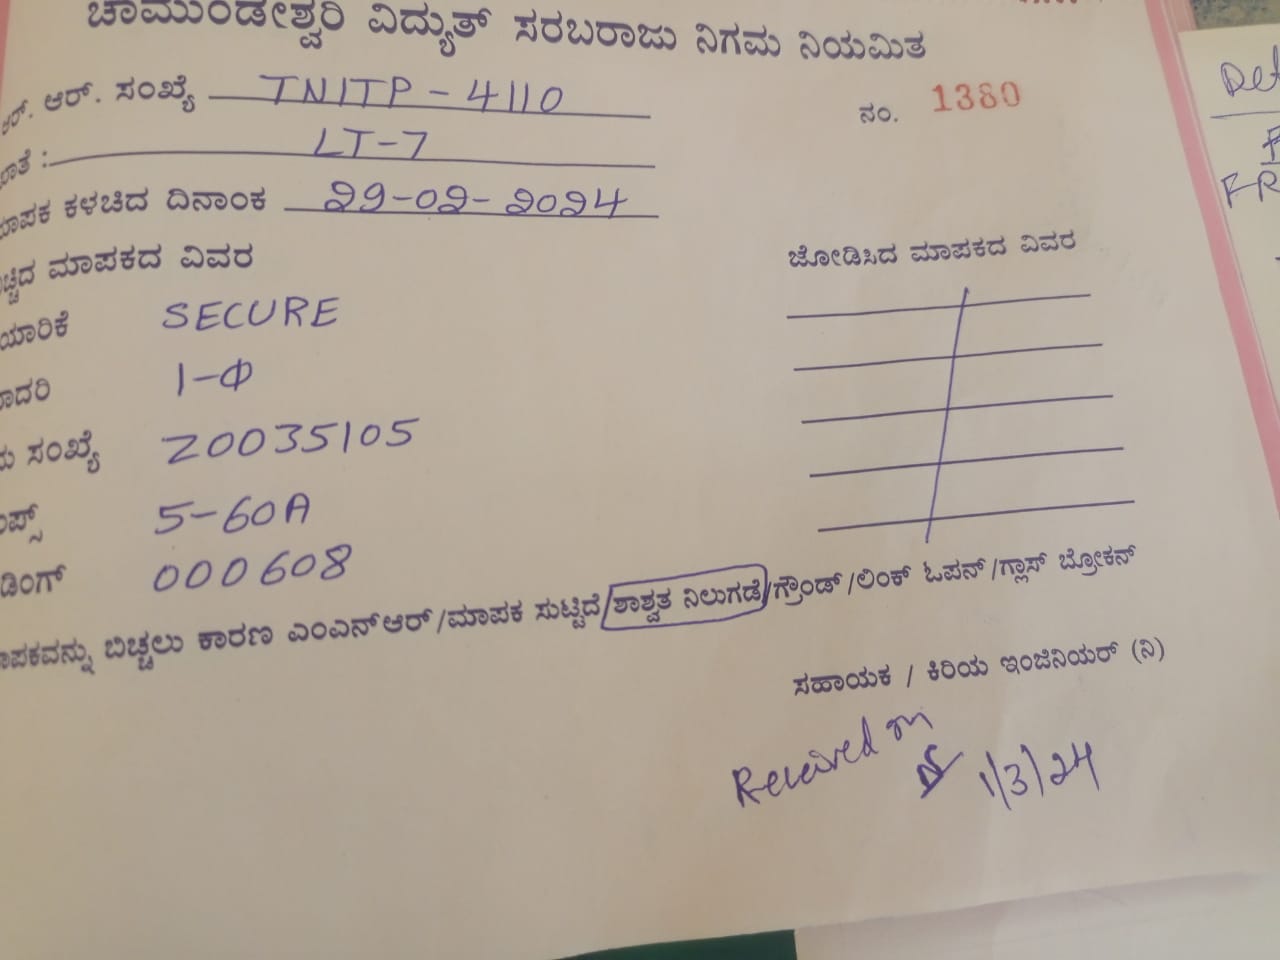 ಚಾಮುಂಡೇಶ್ವರಿ ವಿದ್ಯುತ್ ಸರಬರಾಜು ನಿಗಮ ನಿಯಮಿತ
ಆರ್. ಆರ್. ಸಂಖ್ಯೆ TNITP - 4110
ನಂ. 1380
LT-7
ಮಾಪಕ ಕಳಚಿದ ದಿನಾಂಕ 29-02-2024
ಬಿಚ್ಚಿದ ಮಾಪಕದ ವಿವರ
ಜೋಡಿಸಿದ ಮಾಪಕದ ವಿವರ
ತಯಾರಿಕೆ SECURE
ಮಾದರಿ 1-Φ
ಸಂಖ್ಯೆ Z0035105
5-60A
ರೀಡಿಂಗ್ 000608
ಮಾಪಕವನ್ನು ಬಿಚ್ಚಲು ಕಾರಣ ಎಂಎನ್ಆರ್/ಮಾಪಕ ಸುಟ್ಟಿದೆ/ಶಾಶ್ವತ ನಿಲುಗಡೆ/ಗ್ರೌಂಡ್/ಲಿಂಕ್ ಓಪನ್/ಗ್ಲಾಸ್ ಬ್ರೋಕನ್
ಸಹಾಯಕ / ಕಿರಿಯ ಇಂಜಿನಿಯರ್ (ನಿ)
Received on
1/3/24